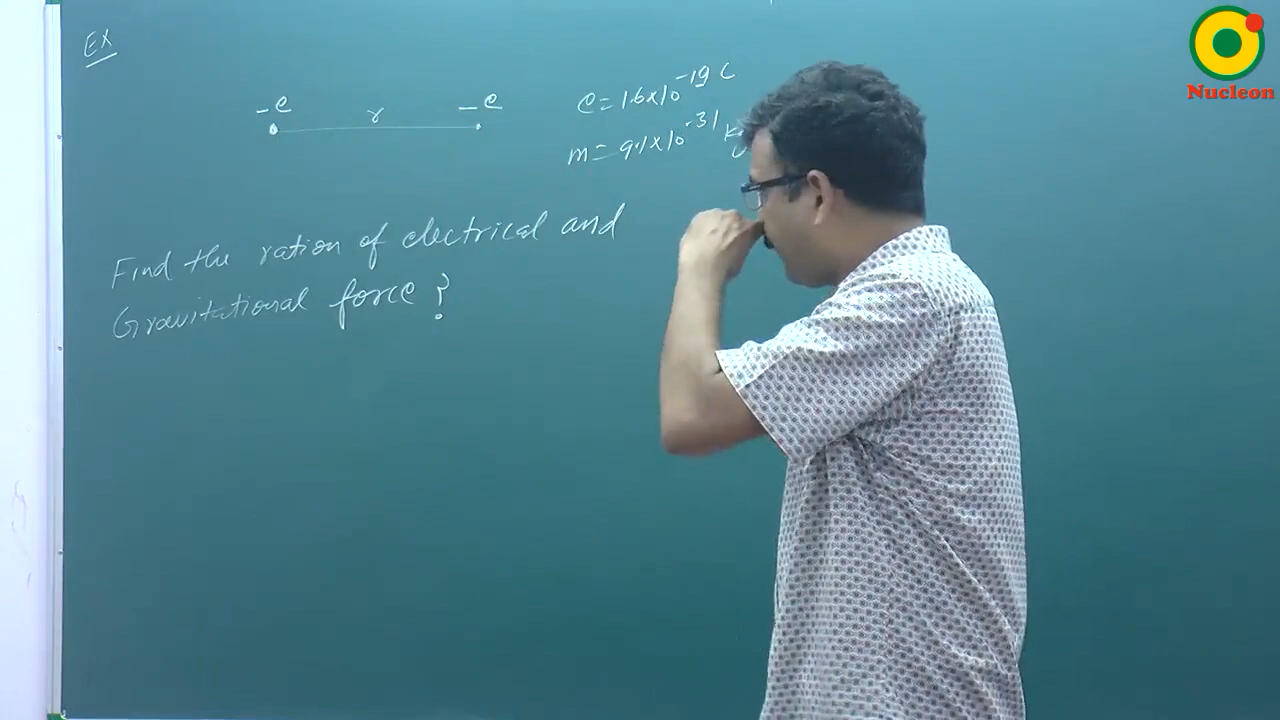 Ex
-e r -e
e = 1.6×10^-19 C
m = 9.1×10^-31
Find the ration of electrical and
Gravitational force ?
Nucleon